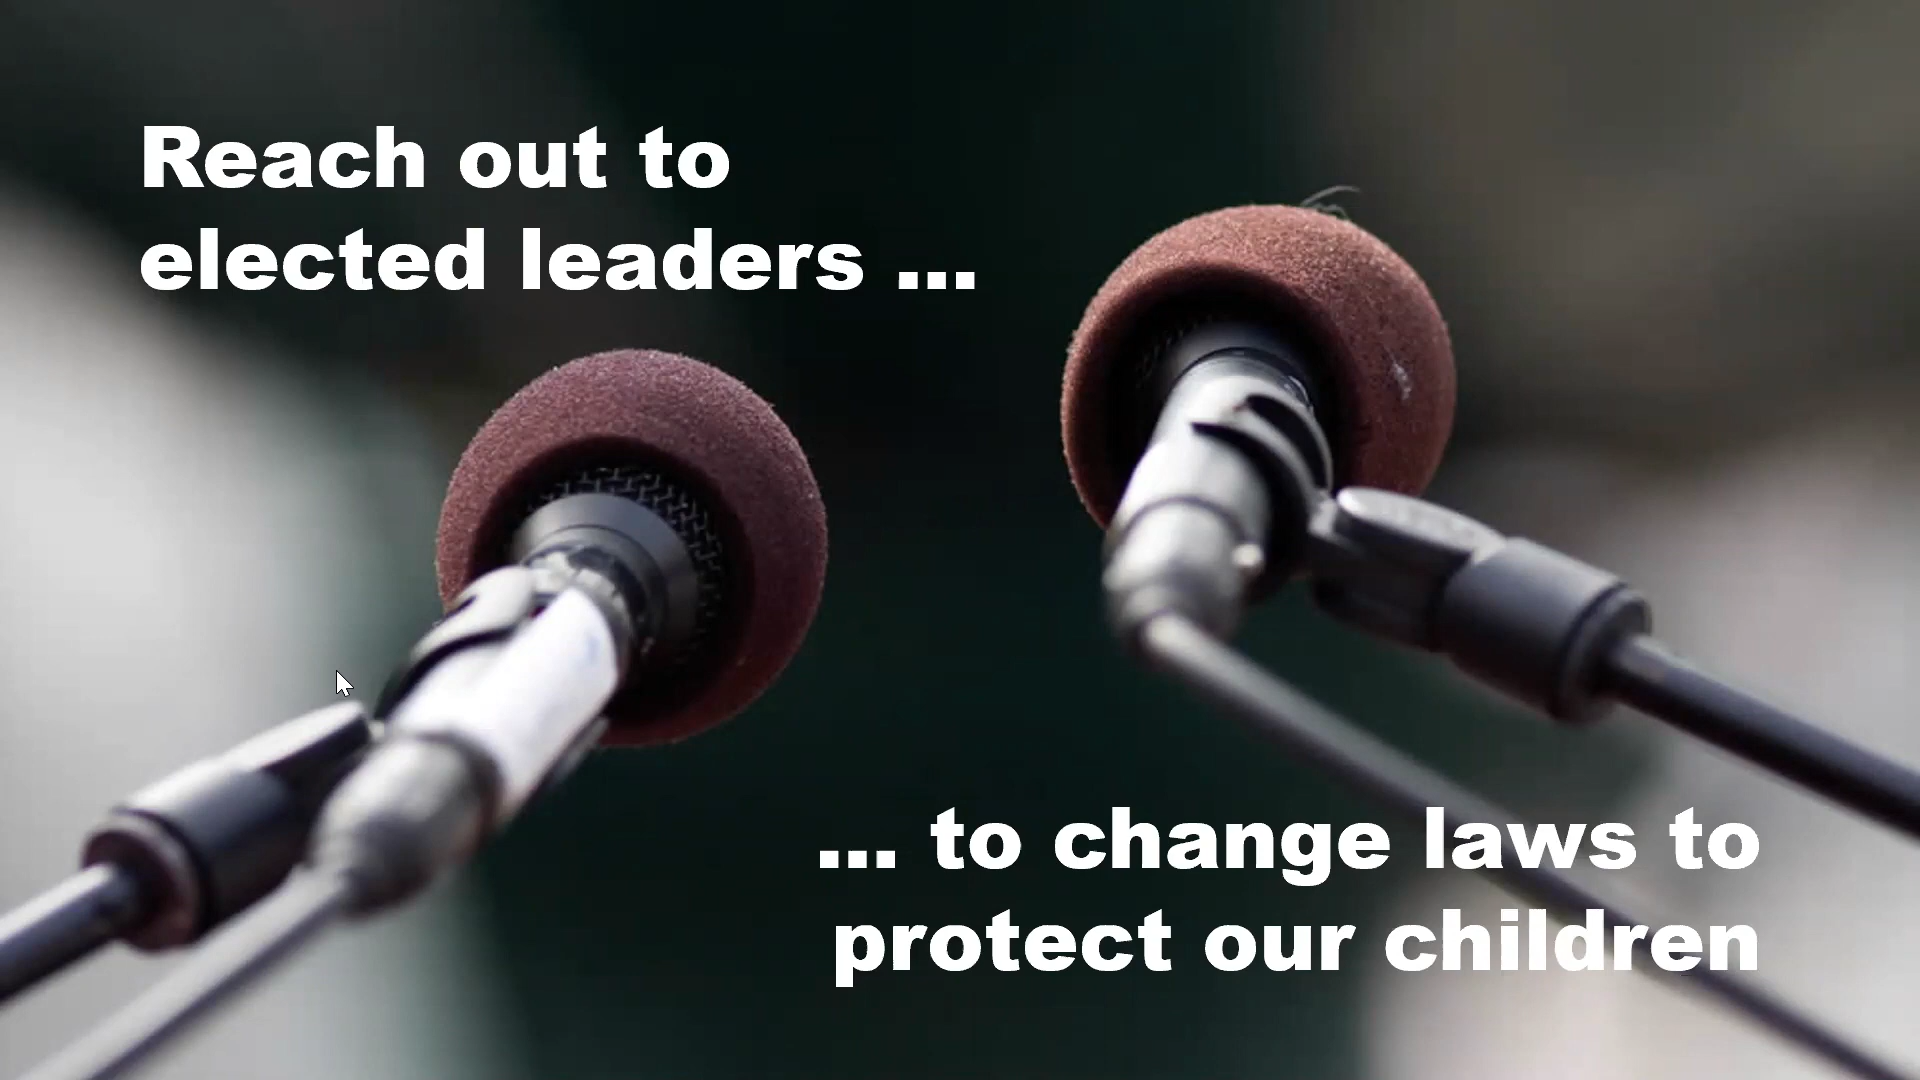 Reach out to
elected leaders ...
... to change laws to
protect our children